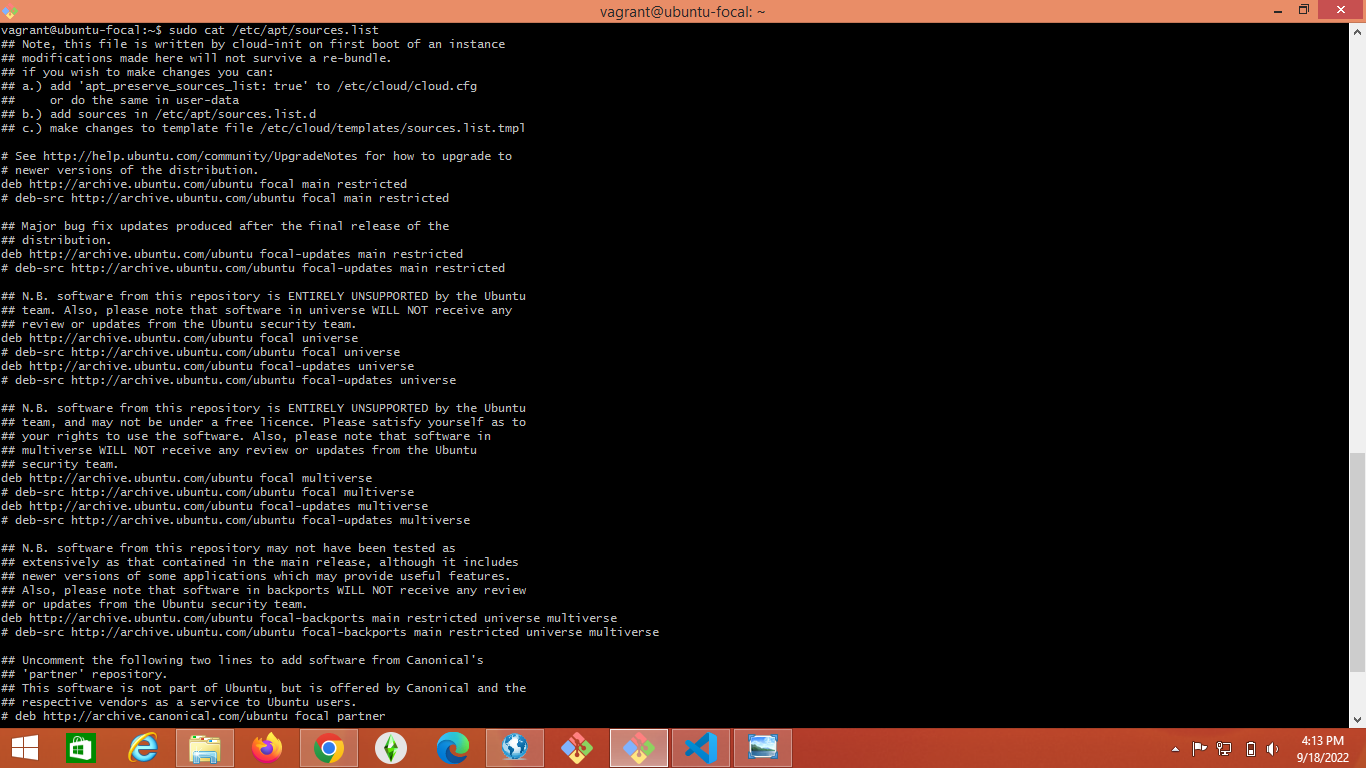 vagrant@ubuntu-focal: ~
vagrant@ubuntu-focal:~$ sudo cat /etc/apt/sources.list
## Note, this file is written by cloud-init on first boot of an instance
## modifications made here will not survive a re-bundle.
## if you wish to make changes you can:
## a.) add 'apt_preserve_sources_list: true' to /etc/cloud/cloud.cfg
##     or do the same in user-data
## b.) add sources in /etc/apt/sources.list.d
## c.) make changes to template file /etc/cloud/templates/sources.list.tmpl

# See http://help.ubuntu.com/community/UpgradeNotes for how to upgrade to
# newer versions of the distribution.
deb http://archive.ubuntu.com/ubuntu focal main restricted
# deb-src http://archive.ubuntu.com/ubuntu focal main restricted

## Major bug fix updates produced after the final release of the
## distribution.
deb http://archive.ubuntu.com/ubuntu focal-updates main restricted
# deb-src http://archive.ubuntu.com/ubuntu focal-updates main restricted

## N.B. software from this repository is ENTIRELY UNSUPPORTED by the Ubuntu
## team. Also, please note that software in universe WILL NOT receive any
## review or updates from the Ubuntu security team.
deb http://archive.ubuntu.com/ubuntu focal universe
# deb-src http://archive.ubuntu.com/ubuntu focal universe
deb http://archive.ubuntu.com/ubuntu focal-updates universe
# deb-src http://archive.ubuntu.com/ubuntu focal-updates universe

## N.B. software from this repository is ENTIRELY UNSUPPORTED by the Ubuntu
## team, and may not be under a free licence. Please satisfy yourself as to
## your rights to use the software. Also, please note that software in
## multiverse WILL NOT receive any review or updates from the Ubuntu
## security team.
deb http://archive.ubuntu.com/ubuntu focal multiverse
# deb-src http://archive.ubuntu.com/ubuntu focal multiverse
deb http://archive.ubuntu.com/ubuntu focal-updates multiverse
# deb-src http://archive.ubuntu.com/ubuntu focal-updates multiverse

## N.B. software from this repository may not have been tested as
## extensively as that contained in the main release, although it includes
## newer versions of some applications which may provide useful features.
## Also, please note that software in backports WILL NOT receive any review
## or updates from the Ubuntu security team.
deb http://archive.ubuntu.com/ubuntu focal-backports main restricted universe multiverse
# deb-src http://archive.ubuntu.com/ubuntu focal-backports main restricted universe multiverse

## Uncomment the following two lines to add software from Canonical's
## 'partner' repository.
## This software is not part of Ubuntu, but is offered by Canonical and the
## respective vendors as a service to Ubuntu users.
# deb http://archive.canonical.com/ubuntu focal partner
4:13 PM
9/18/2022